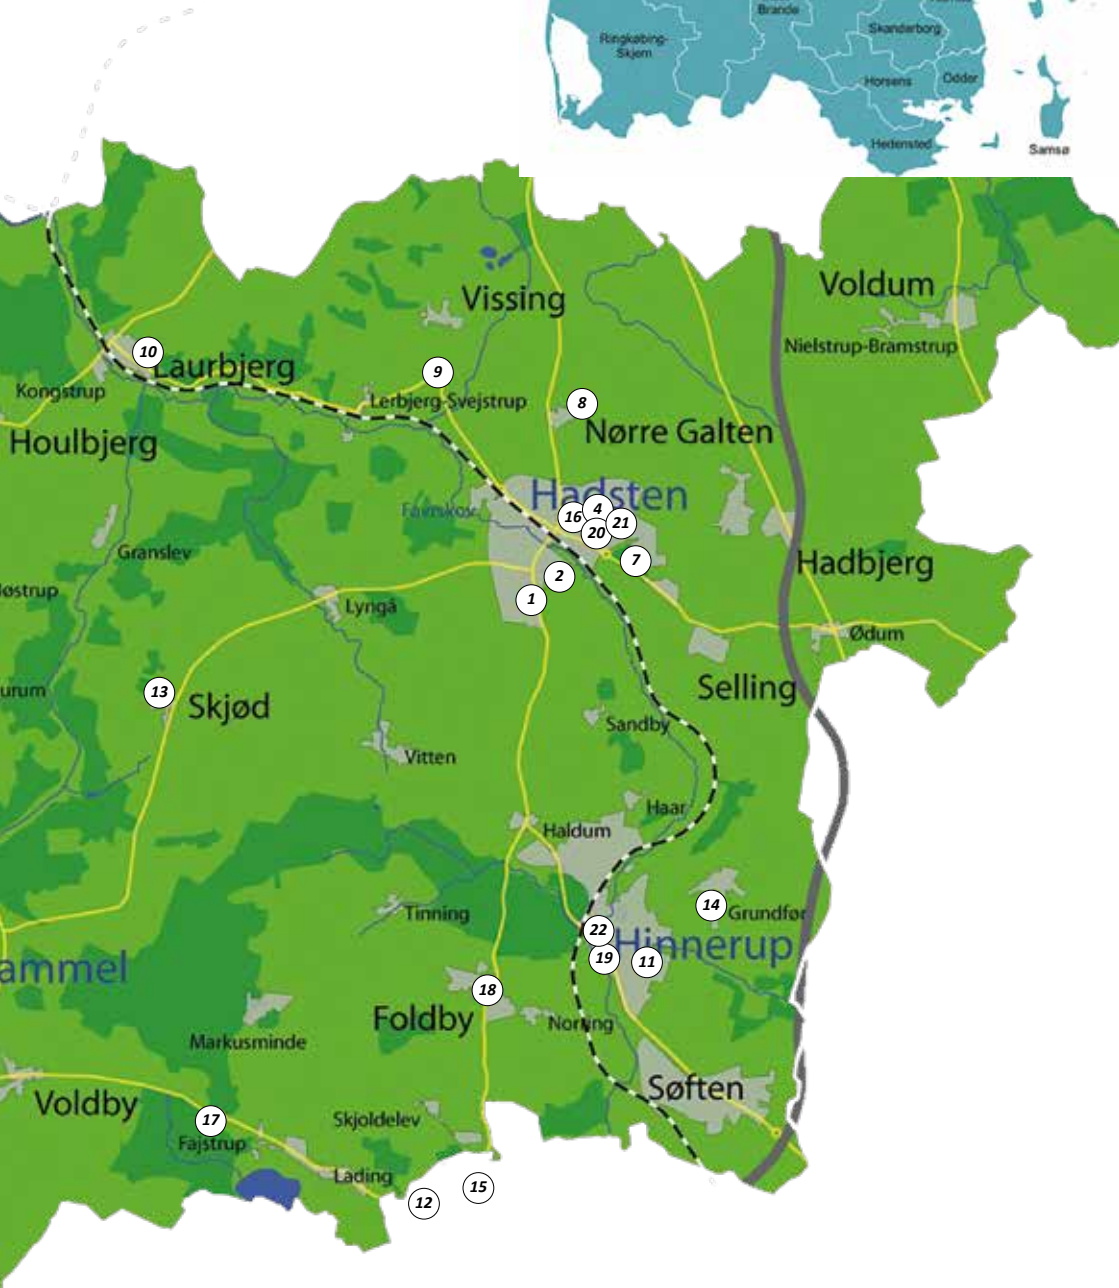 Brande
Skanderborg
Ringkøbing-
Skjern
Horsens
Odder
Hedensted
Samsø
Voldum
Vissing
Nielstrup-Bramstrup
10
Laurbjerg
9
Kongstrup
Lerbjerg-Svejstrup
8
Nørre Galten
Houlbjerg
Hadsten
Favrskov
16
4
21
20
Granslev
7
Hadbjerg
2
østrup
1
Lyngå
Ødum
urum
13
Skjød
Selling
Sandby
Vitten
Haar
Haldum
14
Grundfør
Tinning
22
Hinnerup
19
11
ammel
18
Foldby
Norring
Markusminde
Søften
Voldby
17
Skjoldelev
Fajstrup
Lading
15
12